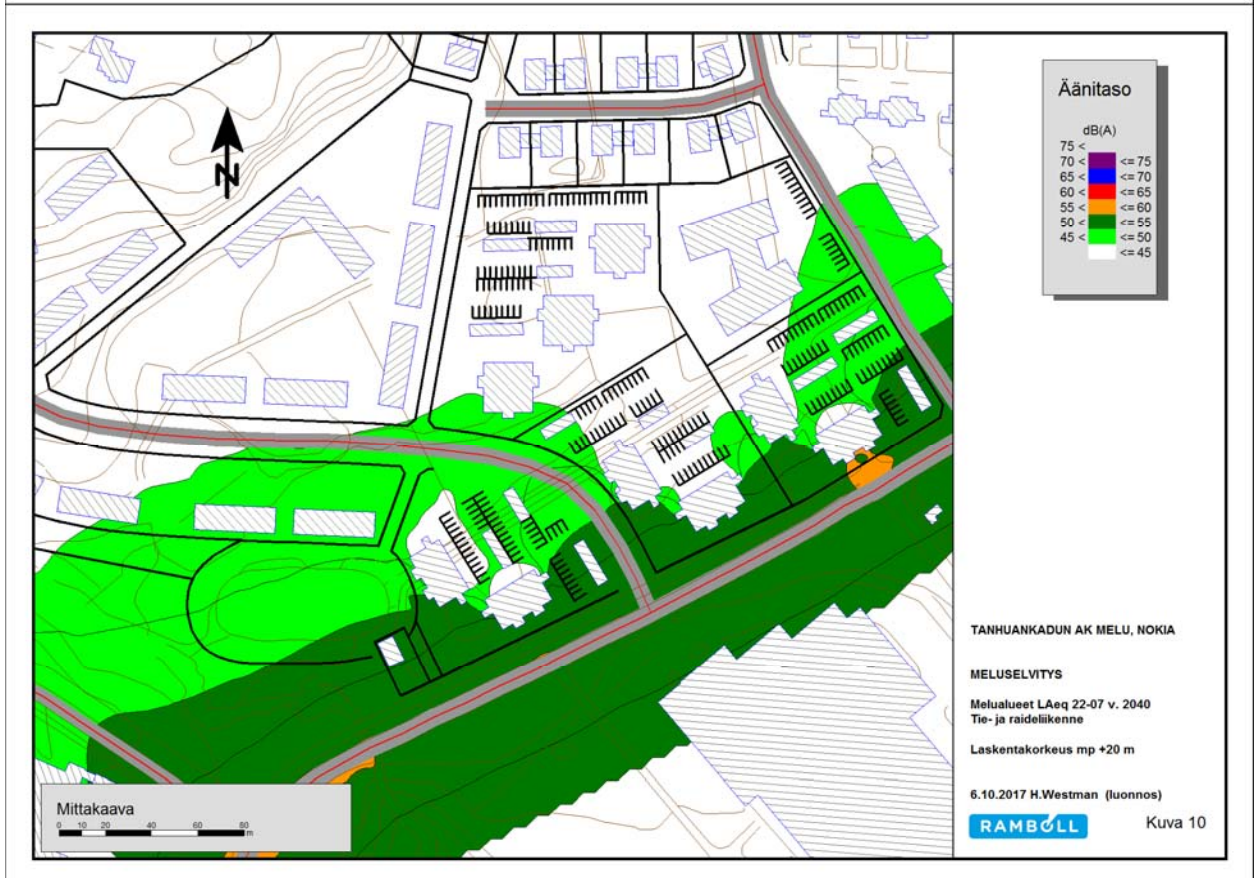 N
Äänitaso
dB(A)
75 <
70 < <= 75
65 < <= 70
60 < <= 65
55 < <= 60
50 < <= 55
45 < <= 50
<= 45
TANHUANKADUN AK MELU, NOKIA
MELUSELVITYS
Melualueet LAeq 22-07 v. 2040
Tie- ja raideliikenne
Laskentakorkeus mp +20 m
6.10.2017 H.Westman (luonnos)
RAMBOLL
Kuva 10
Mittakaava
0 10 20 40 60 80
m